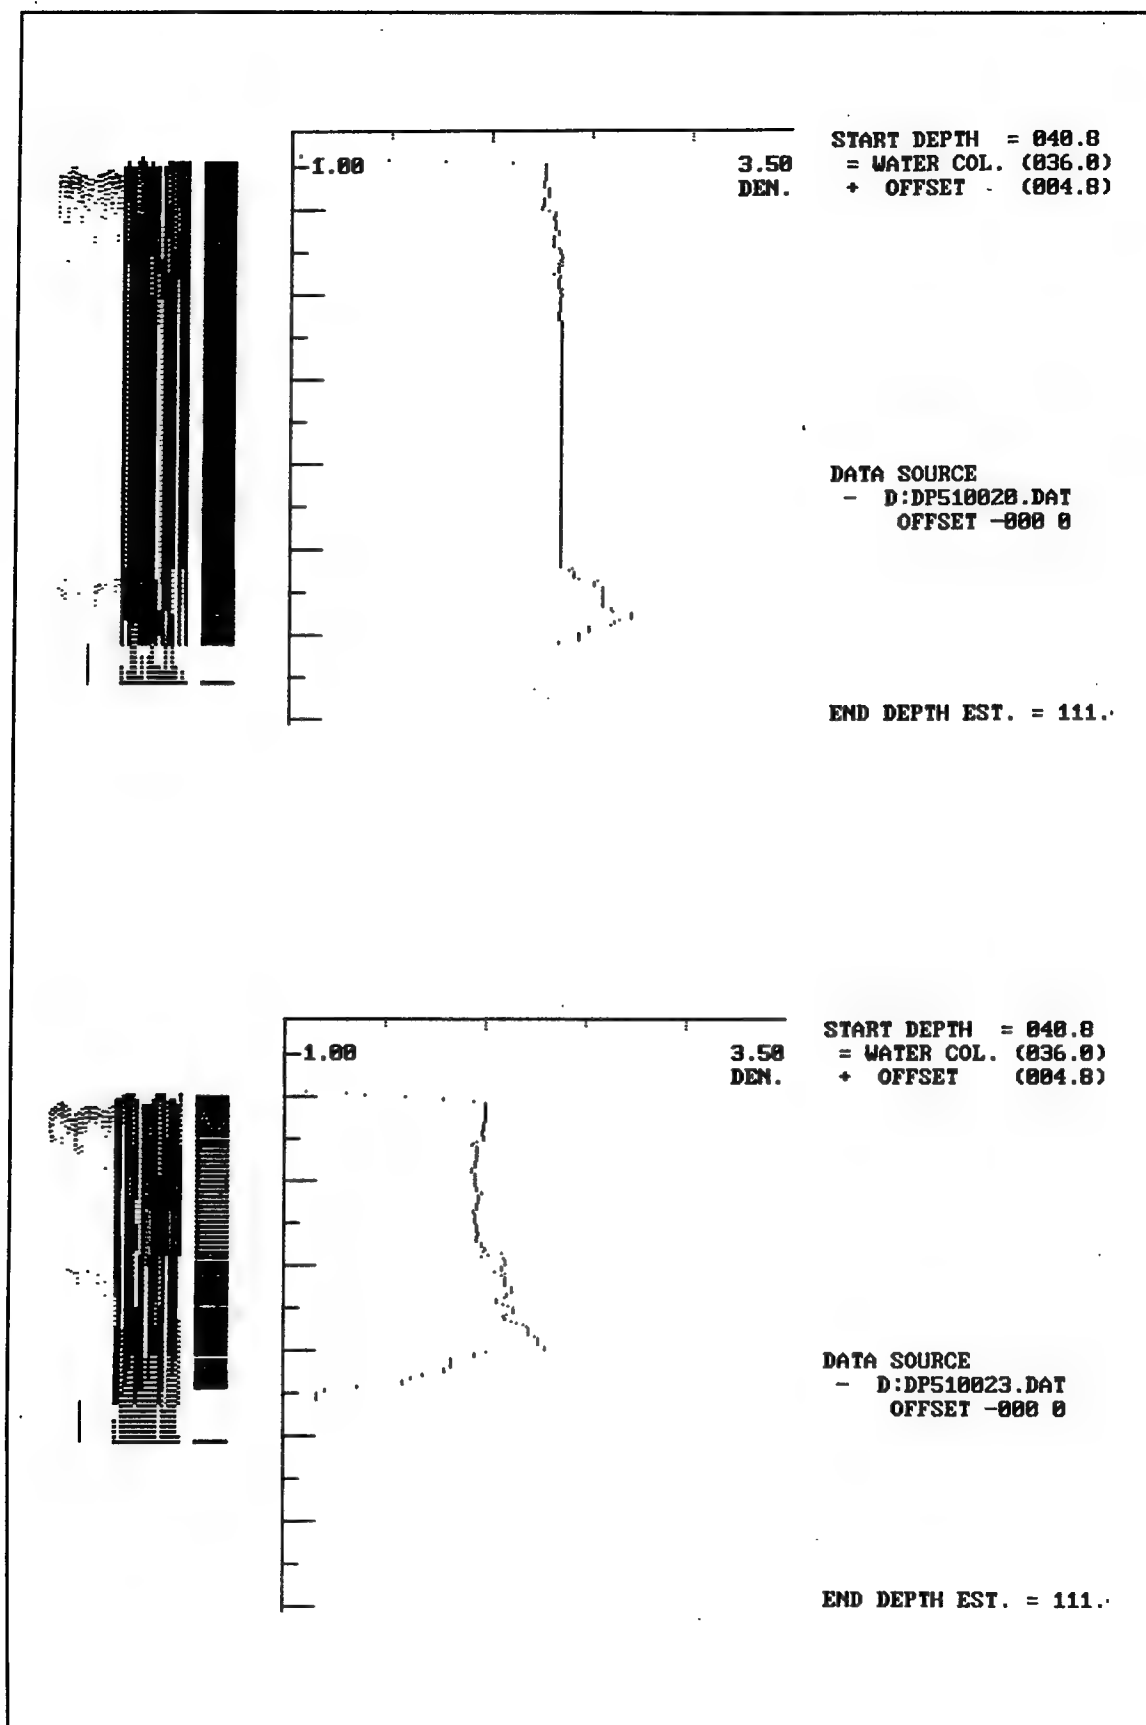 1.00
3.50
DEN.
START DEPTH = 040.8
= WATER COL. (036.0)
+ OFFSET (004.8)
DATA SOURCE
- D:DP510020.DAT
OFFSET -000 0
END DEPTH EST. = 111.
1.00
3.50
DEN.
START DEPTH = 040.8
= WATER COL. (036.0)
+ OFFSET (004.8)
DATA SOURCE
- D:DP510023.DAT
OFFSET -000 0
END DEPTH EST. = 111.